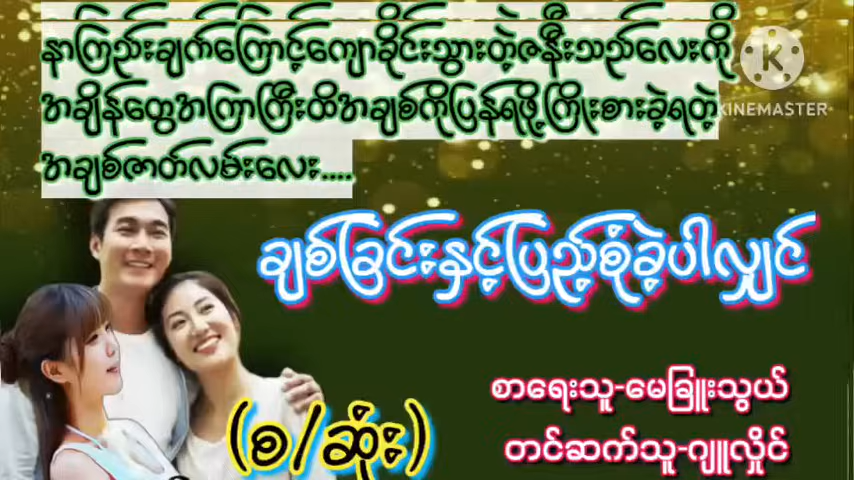 နာကြည်းချက်ကြောင့်ကျောခိုင်းသွားတဲ့ဇနီးသည်လေးကို
အချိန်တွေအကြာကြီးထိအချစ်ကိုပြန်ရဖို့ကြိုးစားခဲ့ရတဲ့
အချစ်ဇာတ်လမ်းလေး....
K
KINEMASTER
ချစ်ခြင်းနှင့်ပြည့်စုံခဲ့ပါလျှင်
စာရေးသူ-မေခြူးသွယ်
(စ/ဆုံး)
တင်ဆက်သူ-ဂျူလှိုင်